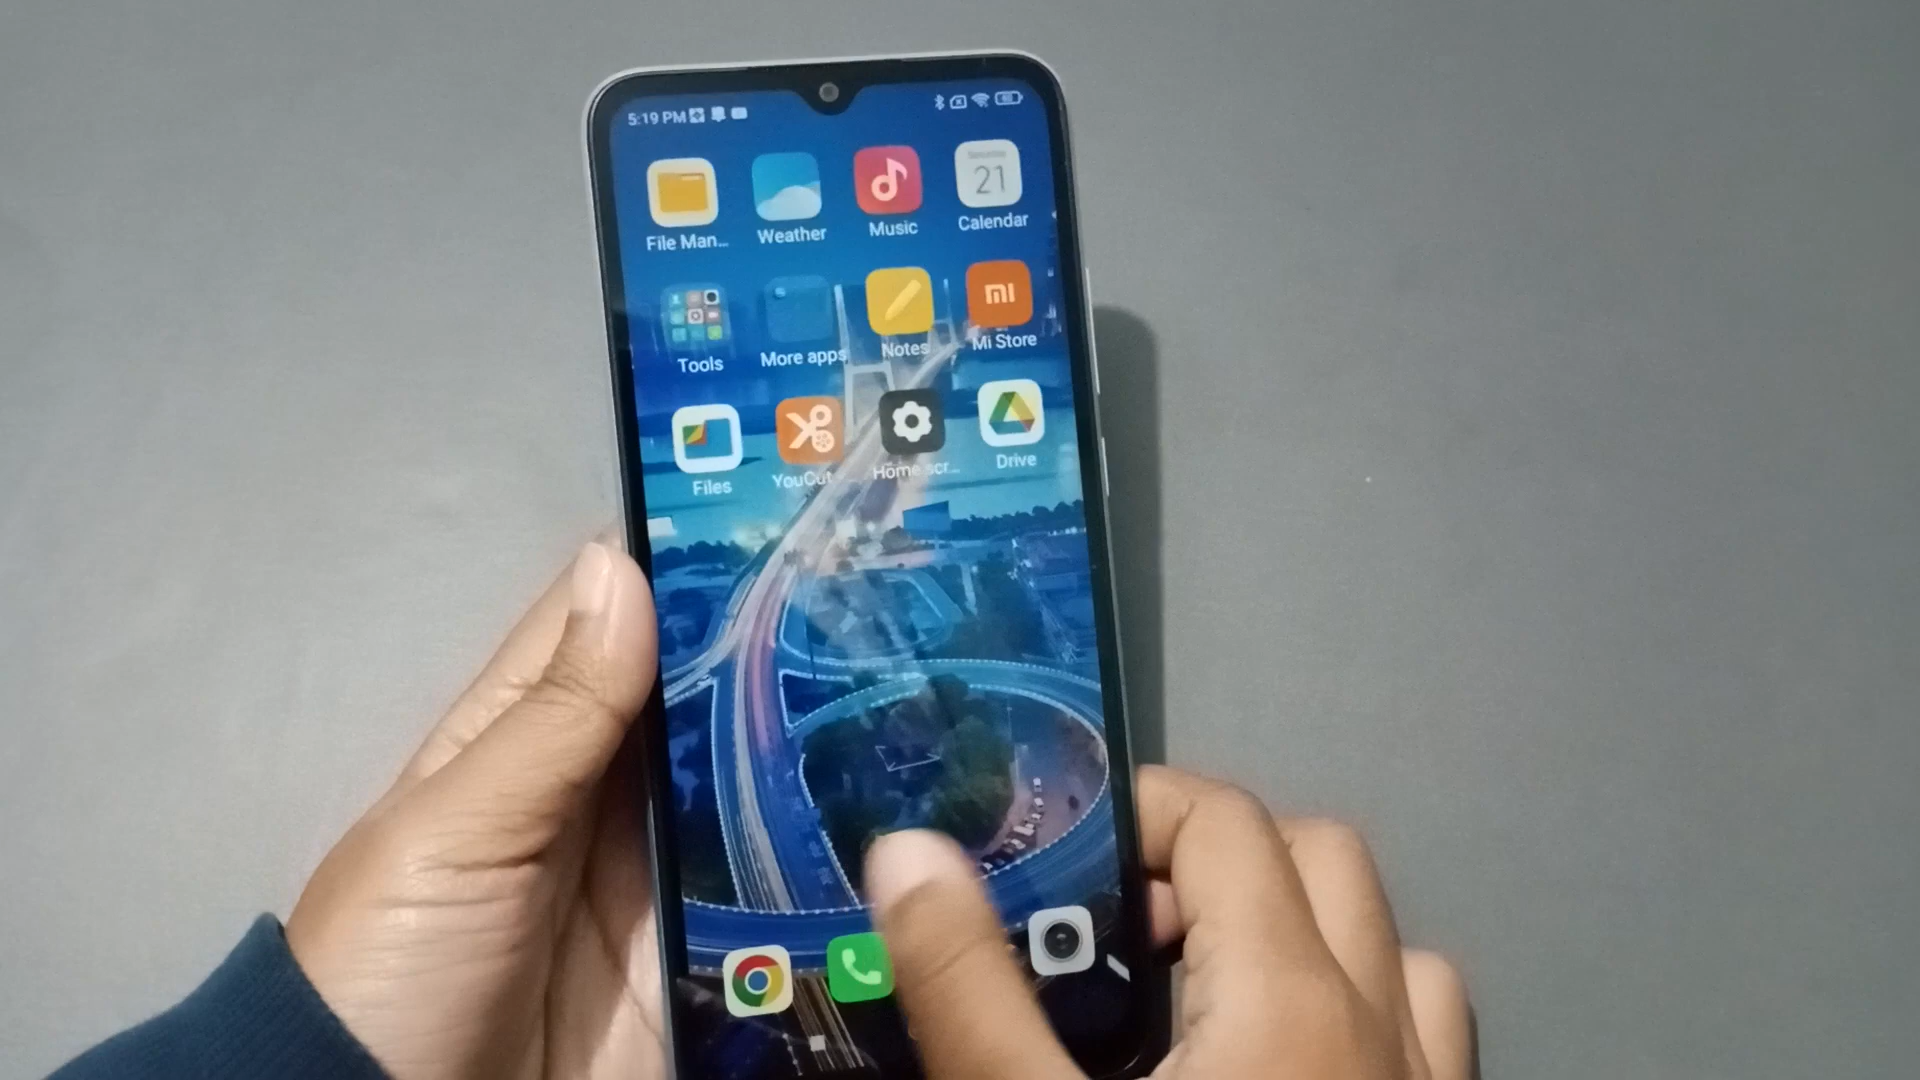 5:19 PM
21
File Man... Weather Music Calendar
mi
Tools More apps Notes Mi Store
Files YouCut Home scr... Drive